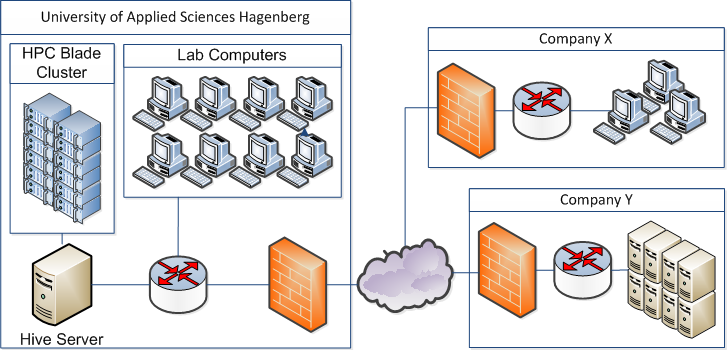 University of Applied Sciences Hagenberg
HPC Blade
Cluster
Lab Computers
Hive Server
Company X
Company Y